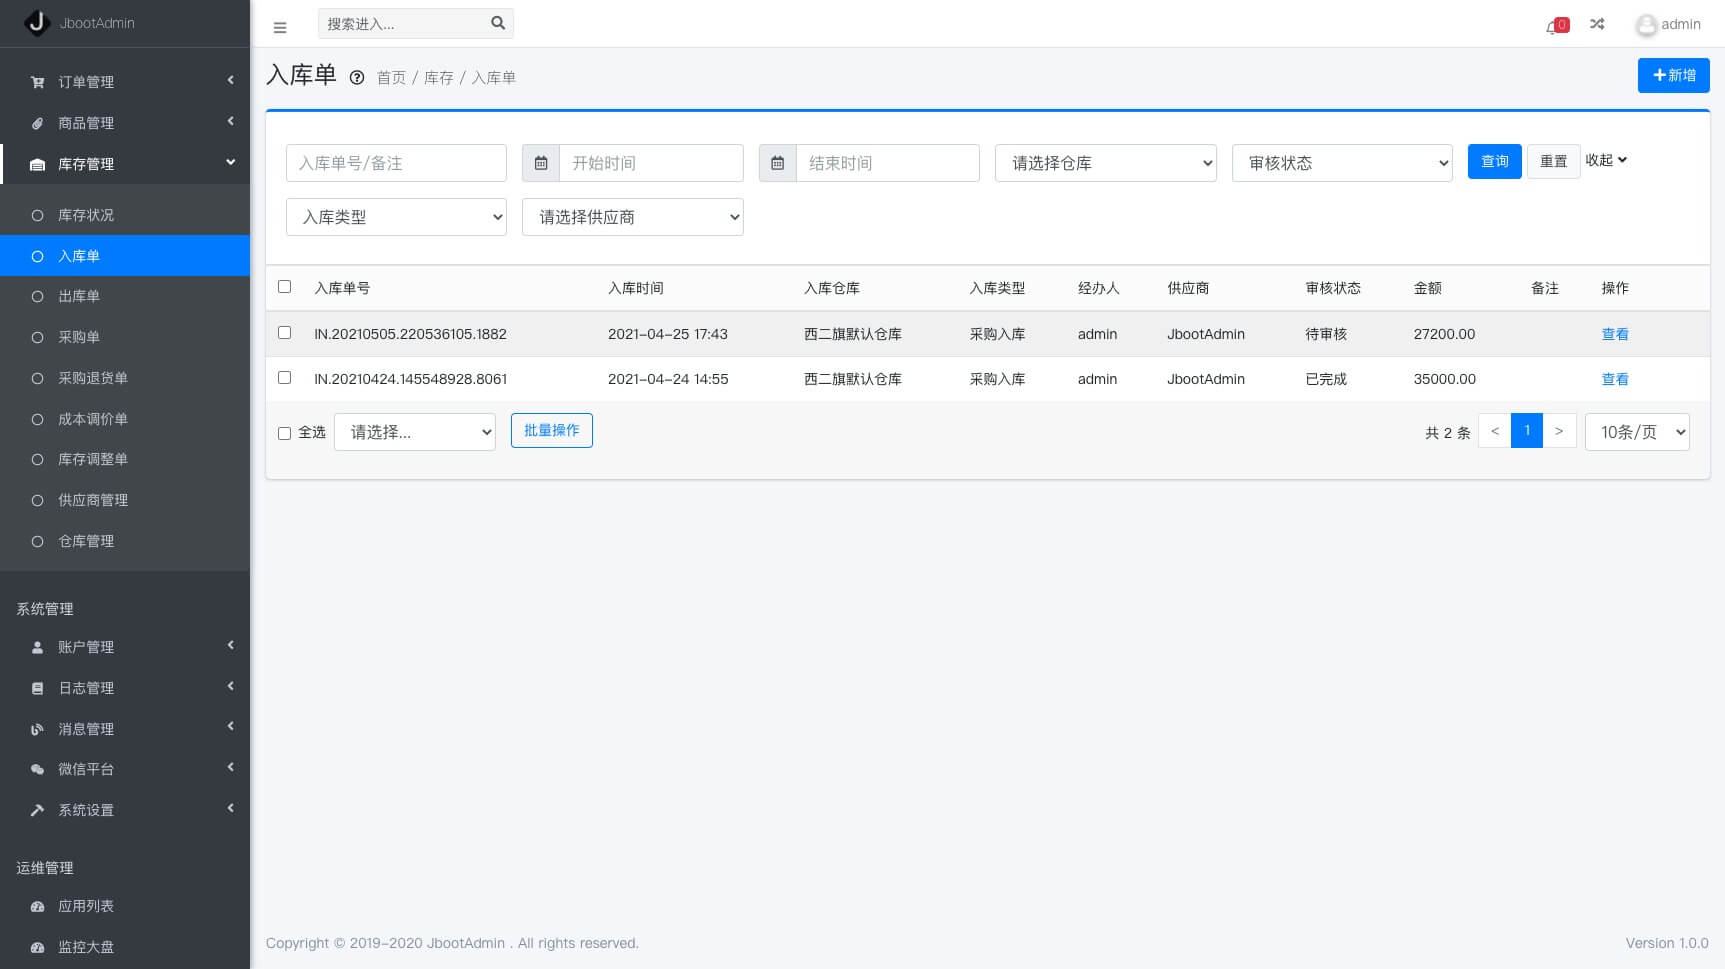 JbootAdmin
搜索进入...
0
admin
订单管理
商品管理
库存管理
库存状况
入库单
出库单
采购单
采购退货单
成本调价单
库存调整单
供应商管理
仓库管理
系统管理
账户管理
日志管理
消息管理
微信平台
系统设置
运维管理
应用列表
监控大盘
入库单 首页 / 库存 / 入库单
新增
入库单号/备注 开始时间 结束时间 请选择仓库 审核状态 查询 重置 收起
入库类型 请选择供应商
入库单号 入库时间 入库仓库 入库类型 经办人 供应商 审核状态 金额 备注 操作
IN.20210505.220536105.1882 2021-04-25 17:43 西二旗默认仓库 采购入库 admin JbootAdmin 待审核 27200.00 查看
IN.20210424.145548928.8061 2021-04-24 14:55 西二旗默认仓库 采购入库 admin JbootAdmin 已完成 35000.00 查看
全选 请选择... 批量操作 共 2 条 < 1 > 10条/页
Copyright © 2019-2020 JbootAdmin . All rights reserved. Version 1.0.0